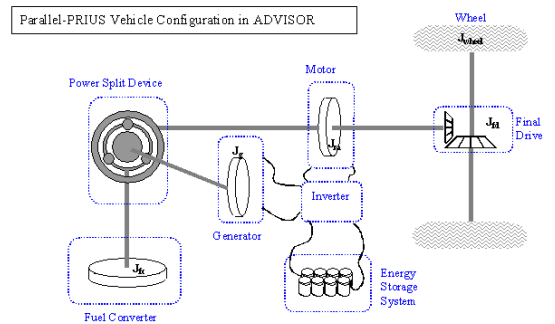 Parallel-PRIUS Vehicle Configuration in ADVISOR
Wheel
Jwheel
Motor
Power Split Device
Jfd
Final
Drive
Jg
Inverter
Generator
Jfc
Energy
Storage
System
Fuel Converter